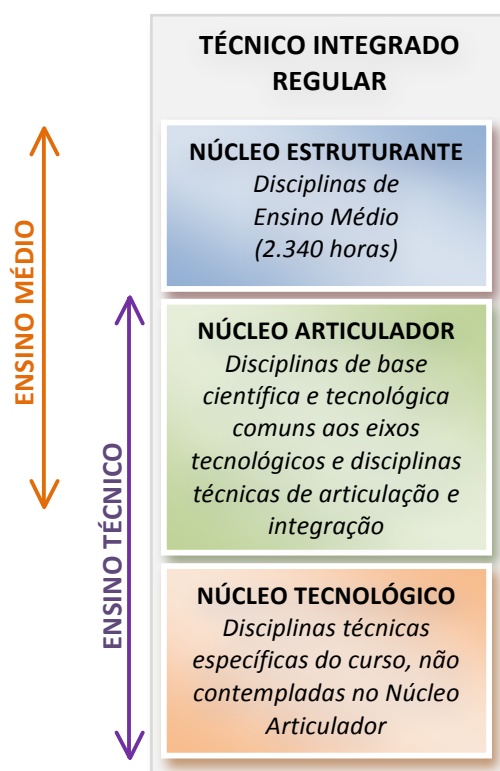 TÉCNICO INTEGRADO
REGULAR
NÚCLEO ESTRUTURANTE
Disciplinas de
Ensino Médio
(2.340 horas)
NÚCLEO ARTICULADOR
Disciplinas de base
científica e tecnológica
comuns aos eixos
tecnológicos e disciplinas
técnicas de articulação e
integração
NÚCLEO TECNOLÓGICO
Disciplinas técnicas
específicas do curso, não
contempladas no Núcleo
Articulador
ENSINO MÉDIO
ENSINO TÉCNICO